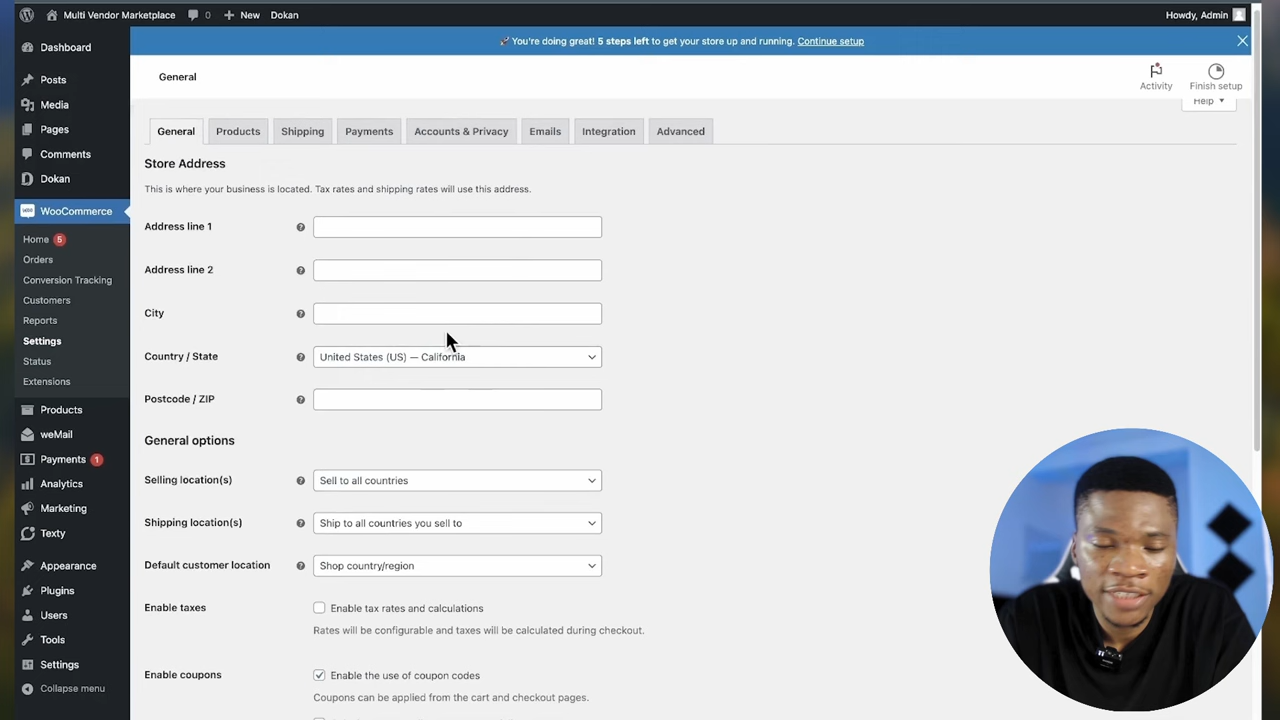 Multi Vendor Marketplace
0
New
Dokan
Howdy, Admin
Dashboard
Posts
Media
Pages
Comments
Dokan
WooCommerce
Home 5
Orders
Conversion Tracking
Customers
Reports
Settings
Status
Extensions
Products
weMail
Payments 1
Analytics
Marketing
Texty
Appearance
Plugins
Users
Tools
Settings
Collapse menu
🚀 You're doing great! 5 steps left to get your store up and running. Continue setup
General
Activity
Finish setup
Help
General Products Shipping Payments Accounts & Privacy Emails Integration Advanced
Store Address
This is where your business is located. Tax rates and shipping rates will use this address.
Address line 1
Address line 2
City
Country / State United States (US) — California
Postcode / ZIP
General options
Selling location(s) Sell to all countries
Shipping location(s) Ship to all countries you sell to
Default customer location Shop country/region
Enable taxes Enable tax rates and calculations
Rates will be configurable and taxes will be calculated during checkout.
Enable coupons Enable the use of coupon codes
Coupons can be applied from the cart and checkout pages.